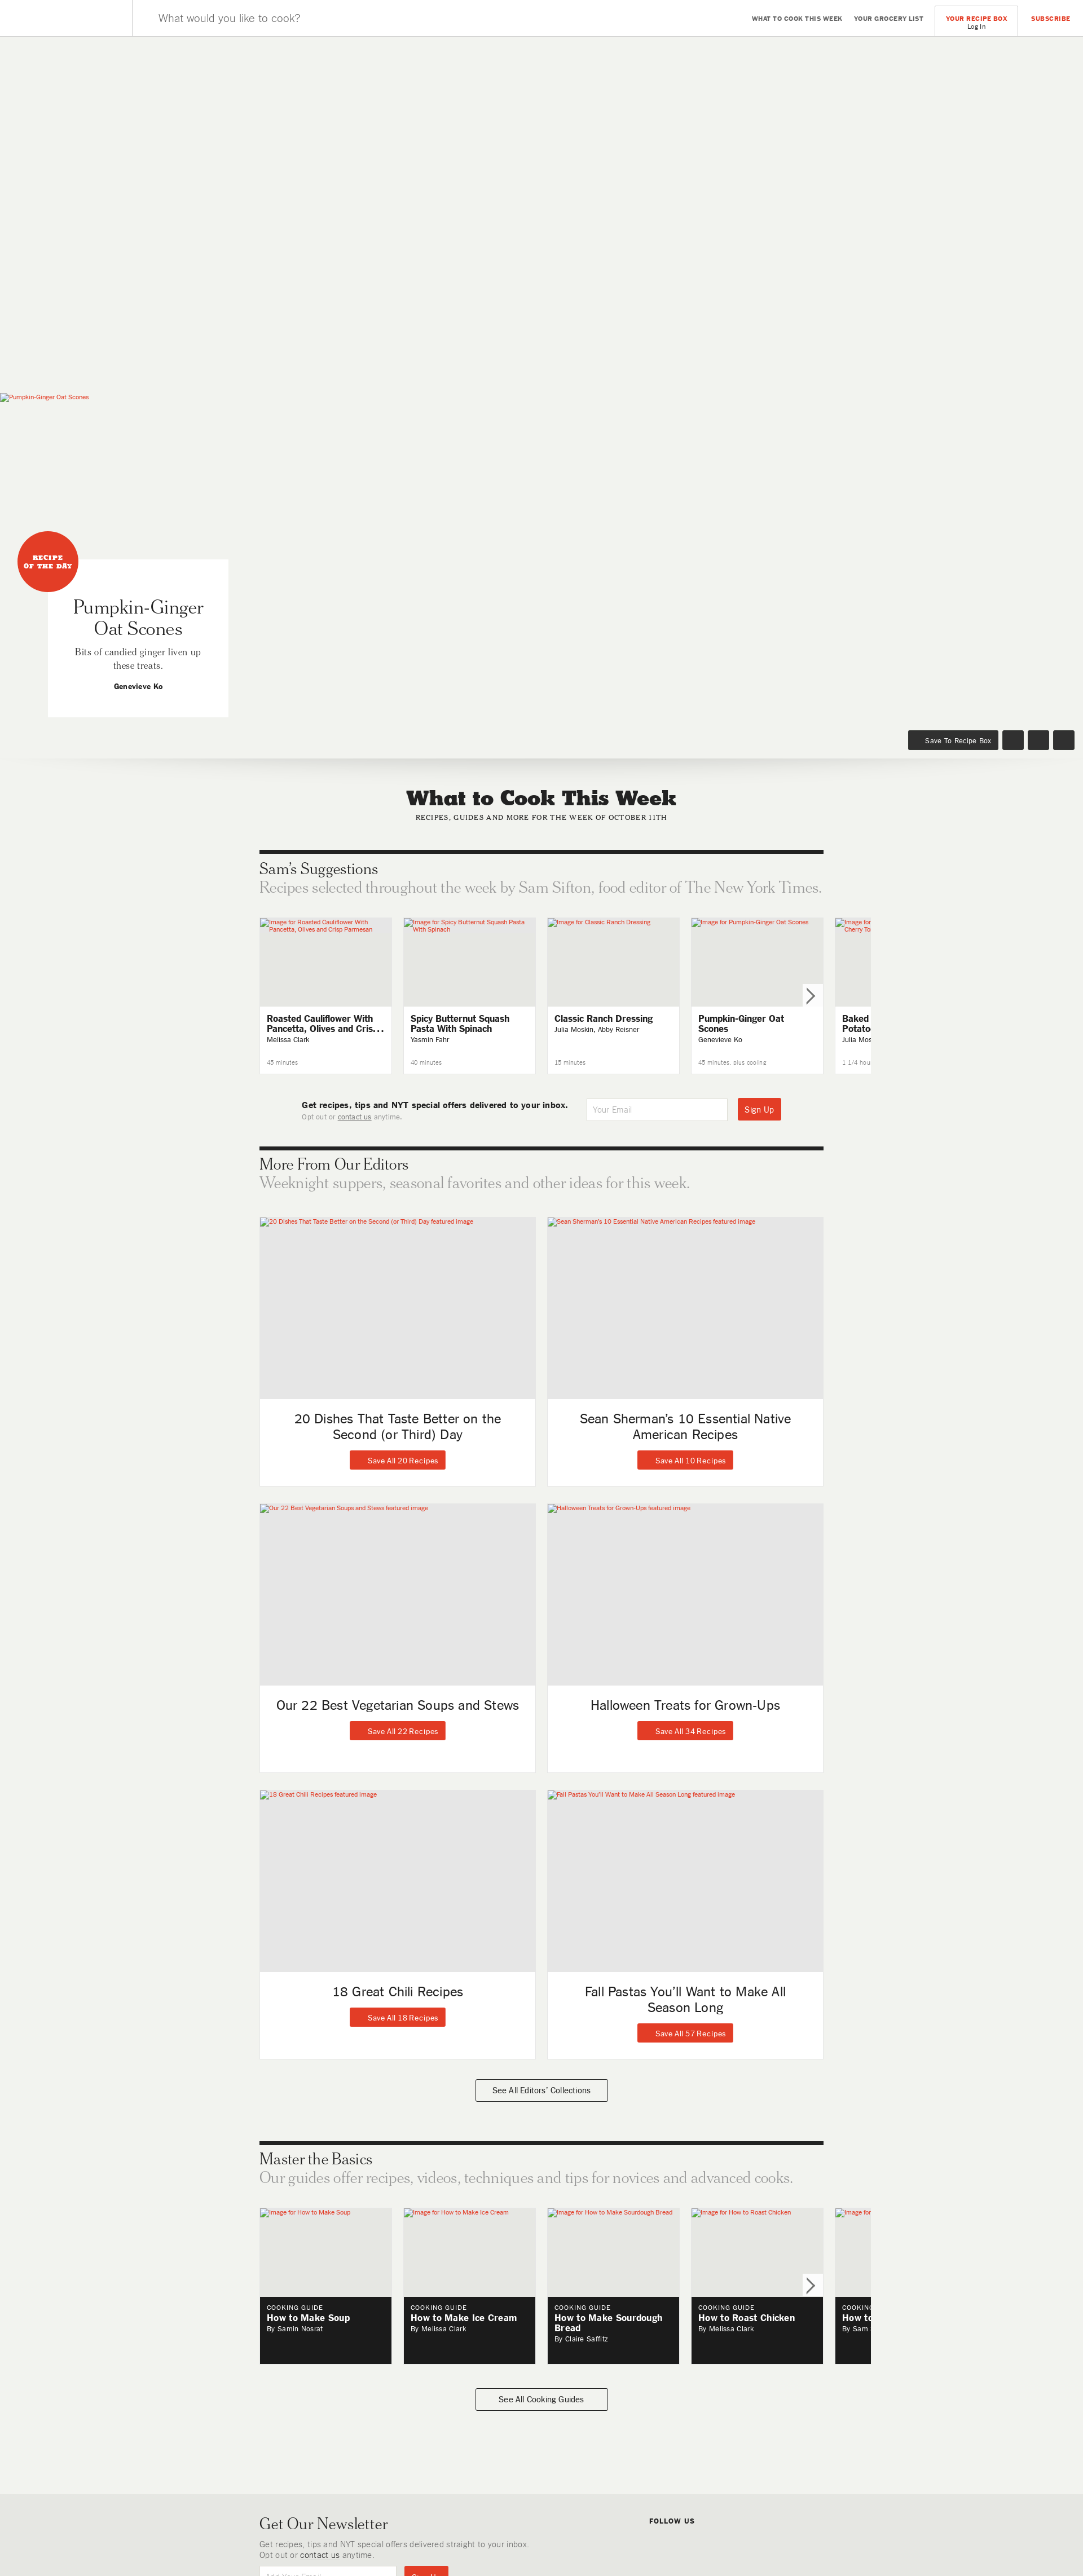 What would you like to cook?
WHAT TO COOK THIS WEEK
YOUR GROCERY LIST
YOUR RECIPE BOX
Log In
SUBSCRIBE
Pumpkin-Ginger Oat Scones
RECIPE
OF THE DAY
Pumpkin-Ginger
Oat Scones
Bits of candied ginger liven up
these treats.
Genevieve Ko
Save To Recipe Box
What to Cook This Week
RECIPES, GUIDES AND MORE FOR THE WEEK OF OCTOBER 11TH
Sam's Suggestions
Recipes selected throughout the week by Sam Sifton, food editor of The New York Times.
Image for Roasted Cauliflower With
Pancetta, Olives and Crisp Parmesan
Roasted Cauliflower With
Pancetta, Olives and Cris...
Melissa Clark
45 minutes
Image for Spicy Butternut Squash Pasta
With Spinach
Spicy Butternut Squash
Pasta With Spinach
Yasmin Fahr
40 minutes
Image for Classic Ranch Dressing
Classic Ranch Dressing
Julia Moskin, Abby Reisner
15 minutes
Image for Pumpkin-Ginger Oat Scones
Pumpkin-Ginger Oat
Scones
Genevieve Ko
45 minutes, plus cooling
Image for
Cherry To
Baked
Potato
Julia Mos
1 1/4 hou
Get recipes, tips and NYT special offers delivered to your inbox.
Opt out or contact us anytime.
Your Email
Sign Up
More From Our Editors
Weeknight suppers, seasonal favorites and other ideas for this week.
20 Dishes That Taste Better on the Second (or Third) Day featured image
20 Dishes That Taste Better on the
Second (or Third) Day
Save All 20 Recipes
Sean Sherman's 10 Essential Native American Recipes featured image
Sean Sherman's 10 Essential Native
American Recipes
Save All 10 Recipes
Our 22 Best Vegetarian Soups and Stews featured image
Our 22 Best Vegetarian Soups and Stews
Save All 22 Recipes
Halloween Treats for Grown-Ups featured image
Halloween Treats for Grown-Ups
Save All 34 Recipes
18 Great Chili Recipes featured image
18 Great Chili Recipes
Save All 18 Recipes
Fall Pastas You'll Want to Make All Season Long featured image
Fall Pastas You'll Want to Make All
Season Long
Save All 57 Recipes
See All Editors' Collections
Master the Basics
Our guides offer recipes, videos, techniques and tips for novices and advanced cooks.
Image for How to Make Soup
COOKING GUIDE
How to Make Soup
By Samin Nosrat
Image for How to Make Ice Cream
COOKING GUIDE
How to Make Ice Cream
By Melissa Clark
Image for How to Make Sourdough Bread
COOKING GUIDE
How to Make Sourdough
Bread
By Claire Saffitz
Image for How to Roast Chicken
COOKING GUIDE
How to Roast Chicken
By Melissa Clark
Image for
COOKING
How to
By Sam
See All Cooking Guides
Get Our Newsletter
Get recipes, tips and NYT special offers delivered straight to your inbox.
Opt out or contact us anytime.
FOLLOW US